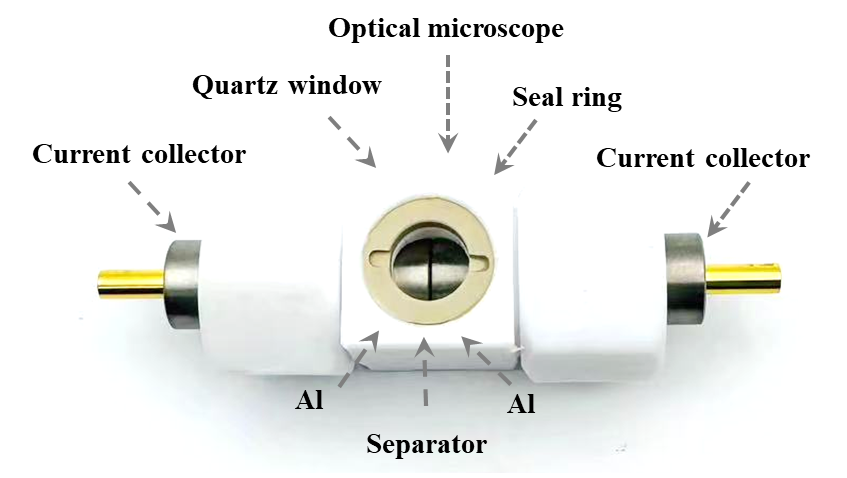 Optical microscope
Quartz window
Seal ring
Current collector
Current collector
Al
Al
Separator